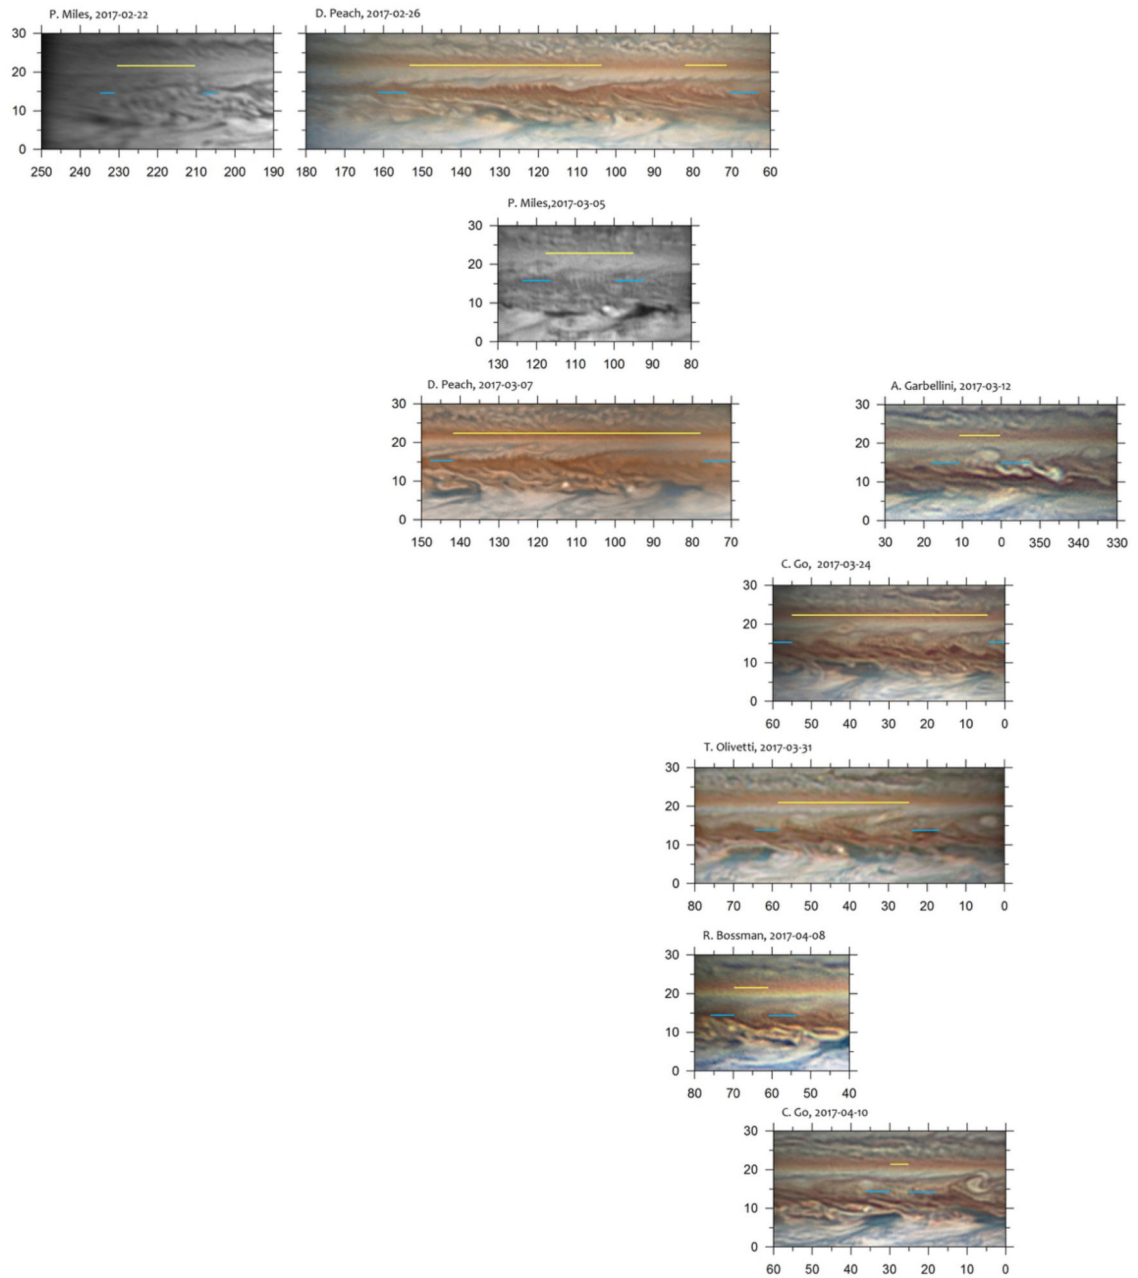 P. Miles, 2017-02-22
D. Peach, 2017-02-26
30
20
10
0
250 240 230 220 210 200 190
180 170 160 150 140 130 120 110 100 90 80 70 60
P. Miles,2017-03-05
30
20
10
0
130 120 110 100 90 80
D. Peach, 2017-03-07
A. Garbellini, 2017-03-12
30
20
10
0
150 140 130 120 110 100 90 80 70
30
20
10
0
30 20 10 0 350 340 330
C. Go, 2017-03-24
30
20
10
0
60 50 40 30 20 10 0
T. Olivetti, 2017-03-31
30
20
10
0
80 70 60 50 40 30 20 10 0
R. Bossman, 2017-04-08
30
20
10
0
80 70 60 50 40
C. Go, 2017-04-10
30
20
10
0
60 50 40 30 20 10 0